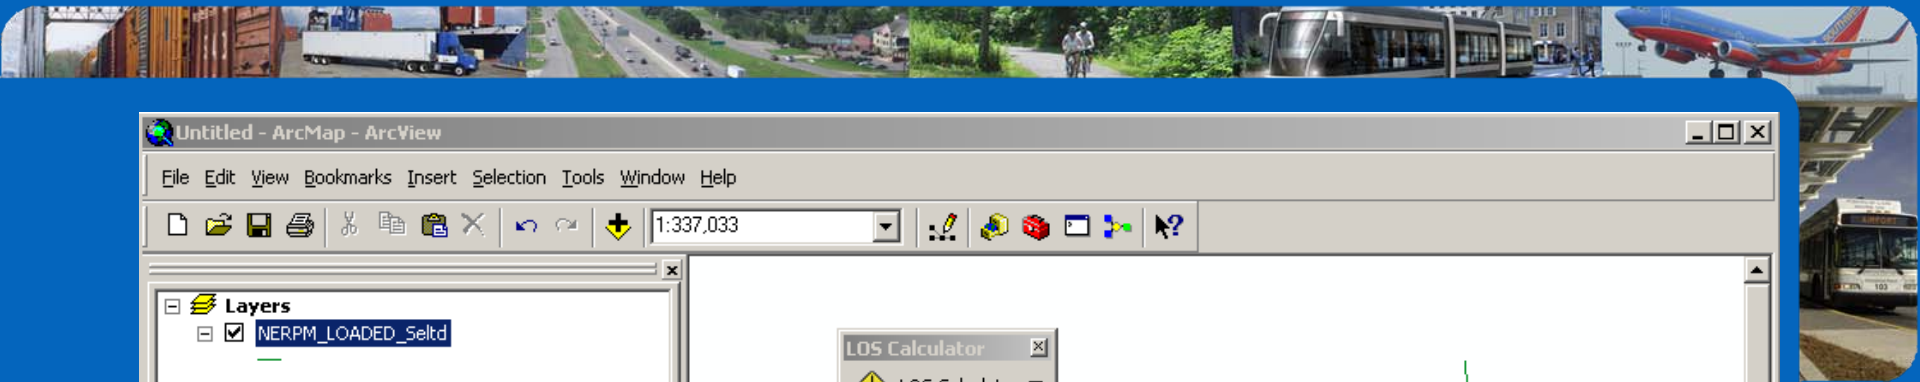 Untitled - ArcMap - ArcView
File Edit View Bookmarks Insert Selection Tools Window Help
1:337,033
Layers
NERPM_LOADED_Seltd
LOS Calculator